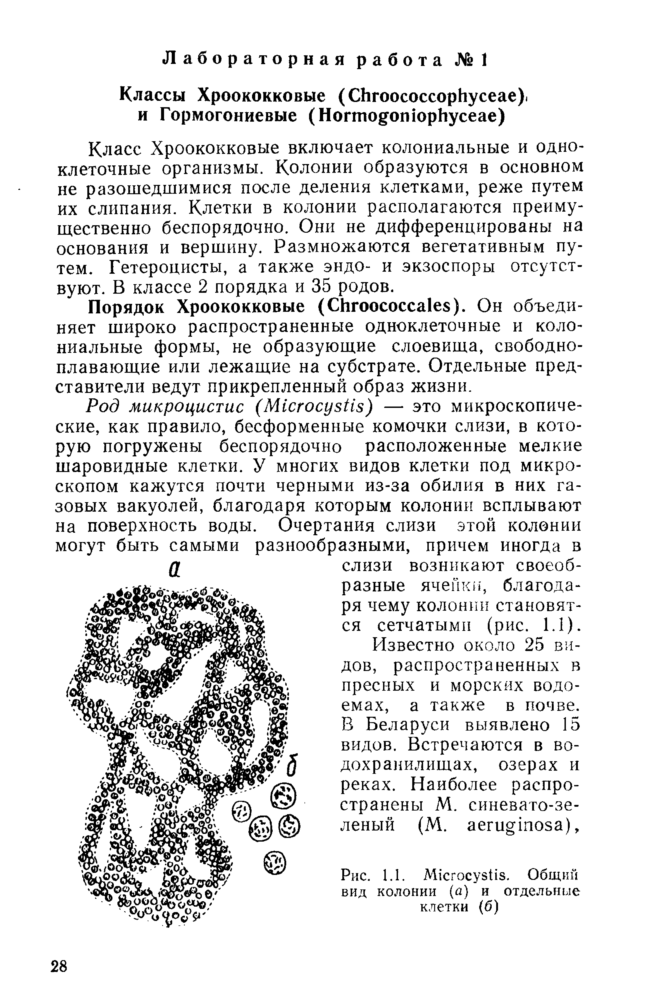 Лабораторная работа № 1
Классы Хроококковые (Chroococcophyceae),
и Гормогониевые (Hormogoniophyceae)
Класс Хроококковые включает колониальные и одно-
клеточные организмы. Колонии образуются в основном
не разошедшимися после деления клетками, реже путем
их слипания. Клетки в колонии располагаются преиму-
щественно беспорядочно. Они не дифференцированы на
основания и вершину. Размножаются вегетативным пу-
тем. Гетероцисты, а также эндо- и экзоспоры отсутст-
вуют. В классе 2 порядка и 35 родов.
Порядок Хроококковые (Chroococcales). Он объеди-
няет широко распространенные одноклеточные и коло-
ниальные формы, не образующие слоевища, свободно-
плавающие или лежащие на субстрате. Отдельные пред-
ставители ведут прикрепленный образ жизни.
Род микроцистис (Microcystis) — это микроскопиче-
ские, как правило, бесформенные комочки слизи, в кото-
рую погружены беспорядочно расположенные мелкие
шаровидные клетки. У многих видов клетки под микро-
скопом кажутся почти черными из-за обилия в них га-
зовых вакуолей, благодаря которым колонии всплывают
на поверхность воды. Очертания слизи этой колонии
могут быть самыми разнообразными, причем иногда в
слизи возникают своеоб-
разные ячейки, благода-
ря чему колонии становят-
ся сетчатыми (рис. 1.1).
Известно около 25 ви-
дов, распространенных в
пресных и морских водо-
емах, а также в почве.
В Беларуси выявлено 15
видов. Встречаются в во-
дохранилищах, озерах и
реках. Наиболее распро-
странены М. синевато-зе-
леный (М. aeruginosa),
а
б
Рис. 1.1. Microcystis. Общий
вид колонии (а) и отдельные
клетки (б)
28